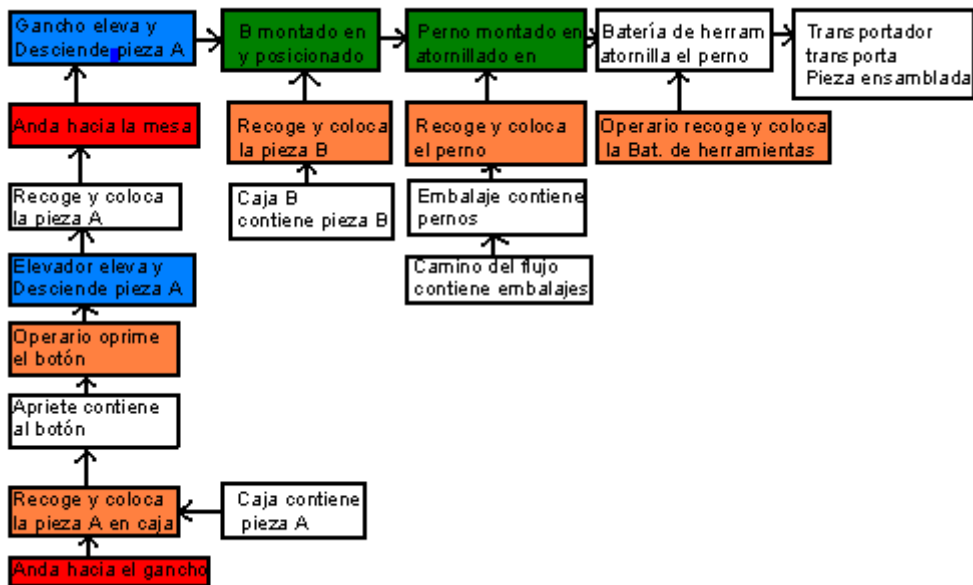 Gancho eleva y
Desciende pieza A
B montado en
y posicionado
Perno montado en
atornillado en
Batería de herram
atornilla el perno
Transportador
transporta
Pieza ensamblada
Anda hacia la mesa
Recoge y coloca
la pieza B
Recoge y coloca
el perno
Operario recoge y coloca
la Bat. de herramientas
Recoge y coloca
la pieza A
Caja B
contiene pieza B
Embalaje contiene
pernos
Elevador eleva y
Desciende pieza A
Camino del flujo
contiene embalajes
Operario oprime
el botón
Apriete contiene
al botón
Recoge y coloca
la pieza A en caja
Caja contiene
pieza A
Anda hacia el gancho